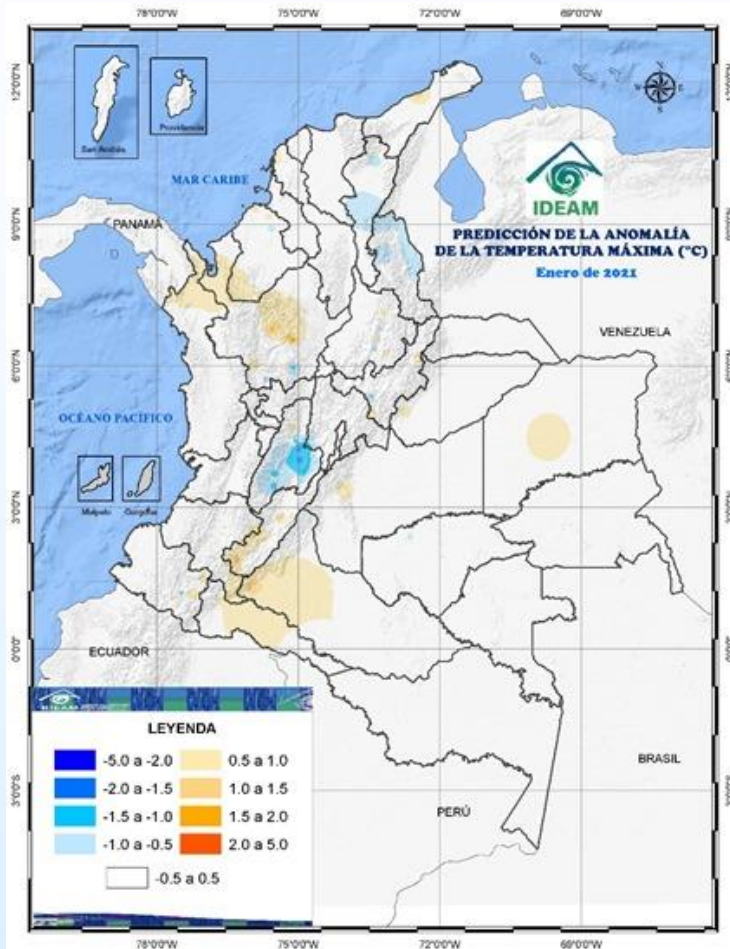 78°0'0"W 75°0'0"W 72°0'0"W 69°0'0"W
12°0'0"N
San Andrés
Providencia
MAR CARIBE
IDEAM
9°0'0"N
PANAMÁ
PREDICCIÓN DE LA ANOMALÍA
DE LA TEMPERATURA MÁXIMA (°C)
Enero de 2021
VENEZUELA
6°0'0"N
OCÉANO PACÍFICO
Malpelo
Gorgona
3°0'0"N
ECUADOR
0°0'0"
IDEAM
LEYENDA
-5.0 a -2.0 0.5 a 1.0
-2.0 a -1.5 1.0 a 1.5
-1.5 a -1.0 1.5 a 2.0
-1.0 a -0.5 2.0 a 5.0
-0.5 a 0.5
BRASIL
PERÚ
3°0'0"S
78°0'0"W 75°0'0"W 72°0'0"W 69°0'0"W